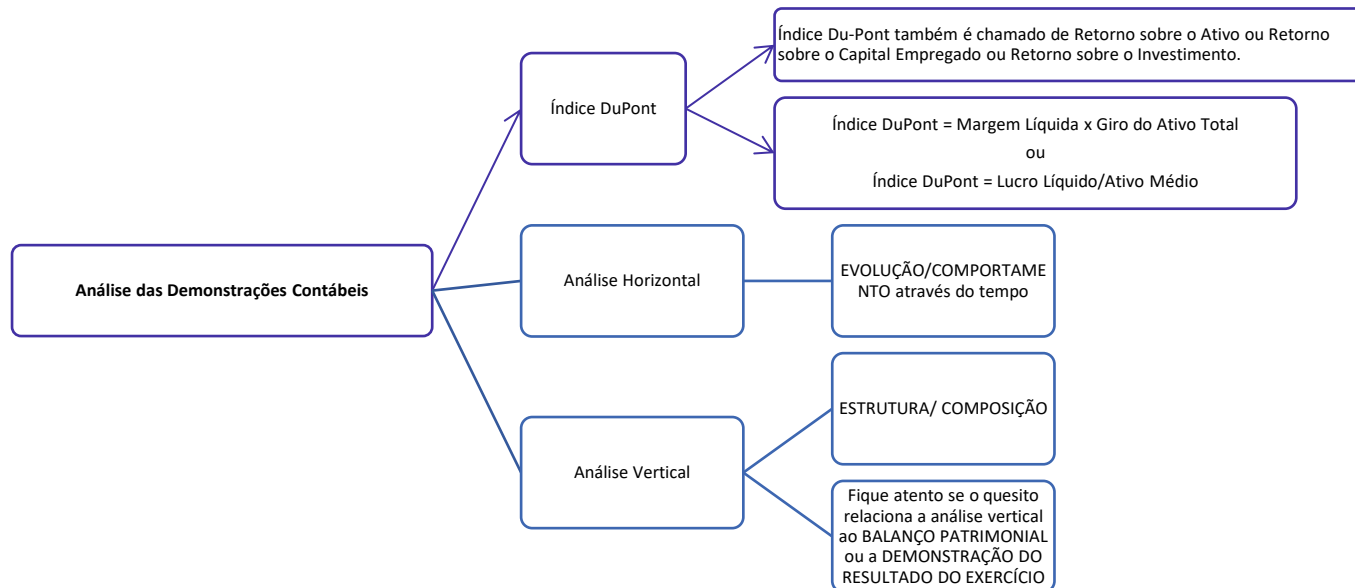 Índice Du-Pont também é chamado de Retorno sobre o Ativo ou Retorno
sobre o Capital Empregado ou Retorno sobre o Investimento.
Índice DuPont
Índice DuPont = Margem Líquida x Giro do Ativo Total
ou
Índice DuPont = Lucro Líquido/Ativo Médio
Análise das Demonstrações Contábeis
Análise Horizontal
EVOLUÇÃO/COMPORTAME
NTO através do tempo
Análise Vertical
ESTRUTURA/ COMPOSIÇÃO
Fique atento se o quesito
relaciona a análise vertical
ao BALANÇO PATRIMONIAL
ou a DEMONSTRAÇÃO DO
RESULTADO DO EXERCÍCIO